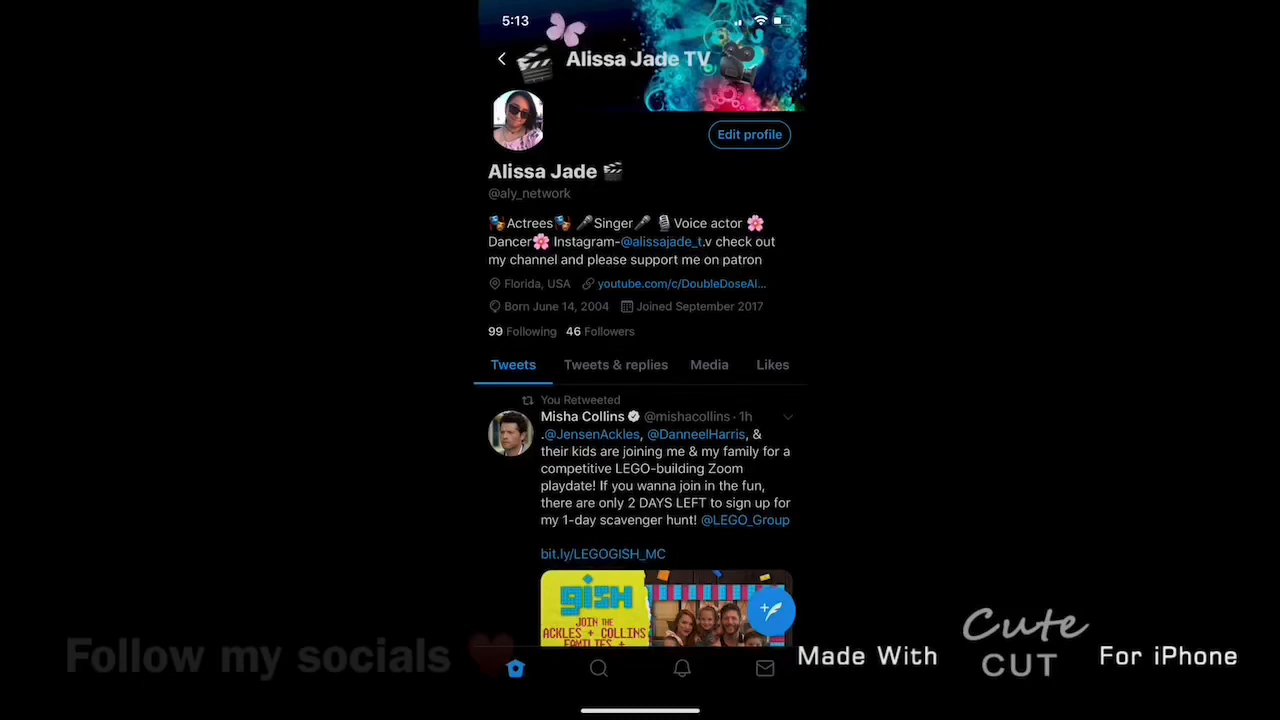 5:13
Alissa Jade TV
Edit profile
Alissa Jade
@aly_network
🎭Actrees🎭 🎤Singer🎤 🎙Voice actor 🌸
Dancer🌸 Instagram-@alissajade_t.v check out
my channel and please support me on patron
Florida, USA youtube.com/c/DoubleDoseAl...
Born June 14, 2004 Joined September 2017
99 Following 46 Followers
Tweets Tweets & replies Media Likes
You Retweeted
Misha Collins @mishacollins · 1h
.@JensenAckles, @DanneelHarris, &
their kids are joining me & my family for a
competitive LEGO-building Zoom
playdate! If you wanna join in the fun,
there are only 2 DAYS LEFT to sign up for
my 1-day scavenger hunt! @LEGO_Group
bit.ly/LEGOGISH_MC
gish
JOIN THE
ACKLES + COLLINS
FAMILIES +
Follow my socials
Made With Cute CUT For iPhone